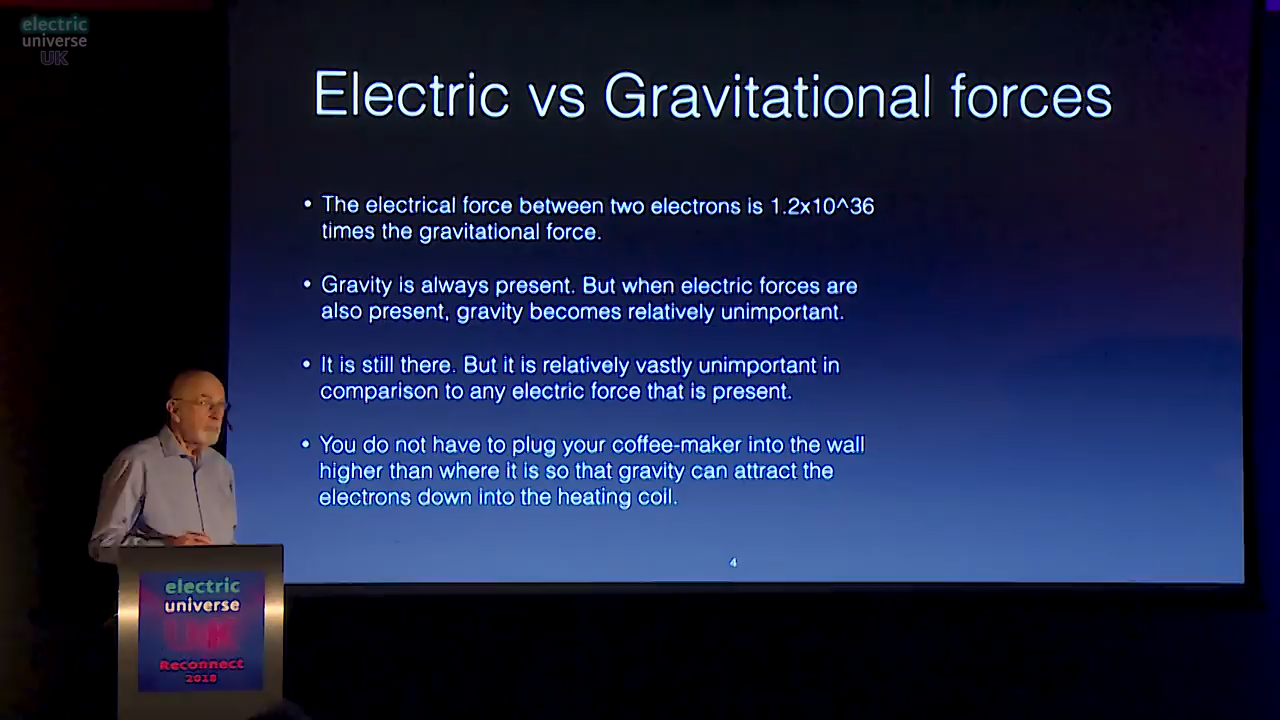 electric
universe
UK
Electric vs Gravitational forces
• The electrical force between two electrons is 1.2x10^36
times the gravitational force.
• Gravity is always present. But when electric forces are
also present, gravity becomes relatively unimportant.
• It is still there. But it is relatively vastly unimportant in
comparison to any electric force that is present.
• You do not have to plug your coffee-maker into the wall
higher than where it is so that gravity can attract the
electrons down into the heating coil.
4
electric
universe
UK
Reconnect
2018